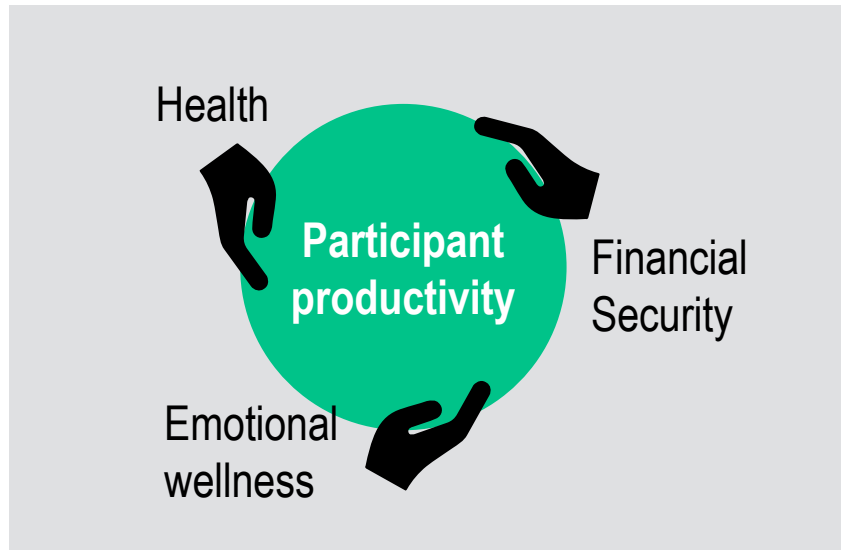 Health
Participant
productivity
Financial
Security
Emotional
wellness